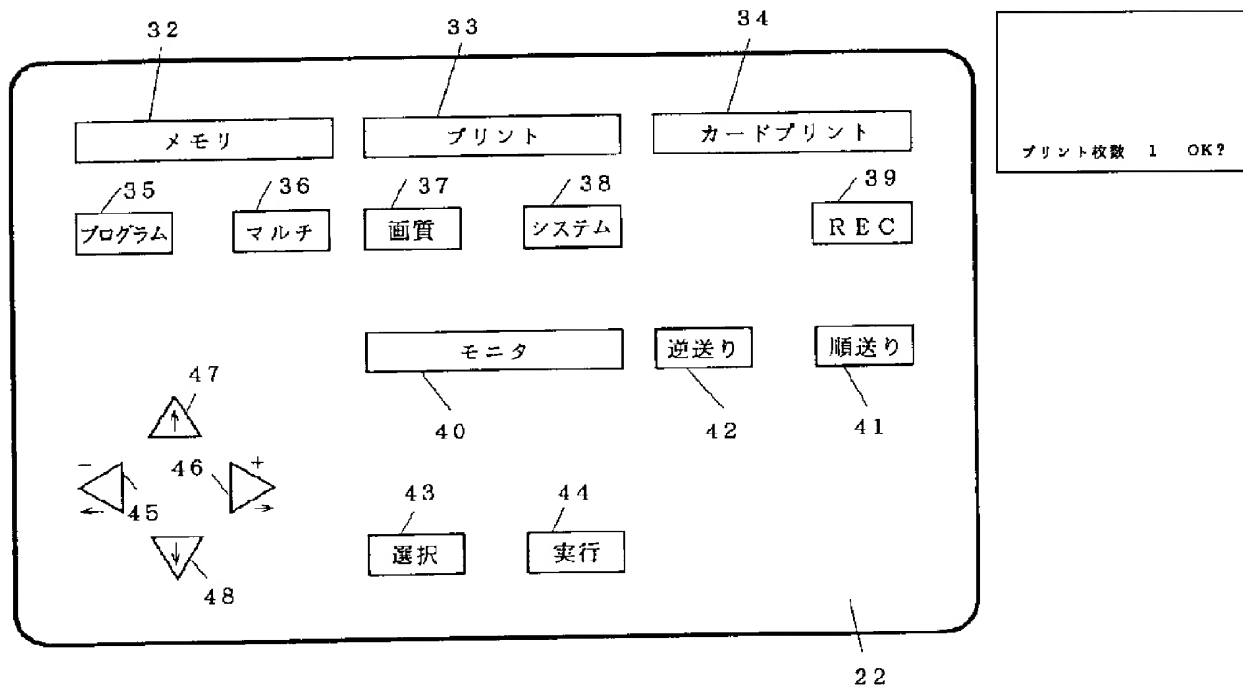 32 33 34
メモリ プリント カードプリント
プリント枚数 1 OK?
35 36 37 38 39
プログラム マルチ 画質 システム REC
モニタ 逆送り 順送り
47
↑
40 42 41
- 46 +
← 45 →
43 44
選択 実行
↓
48
22